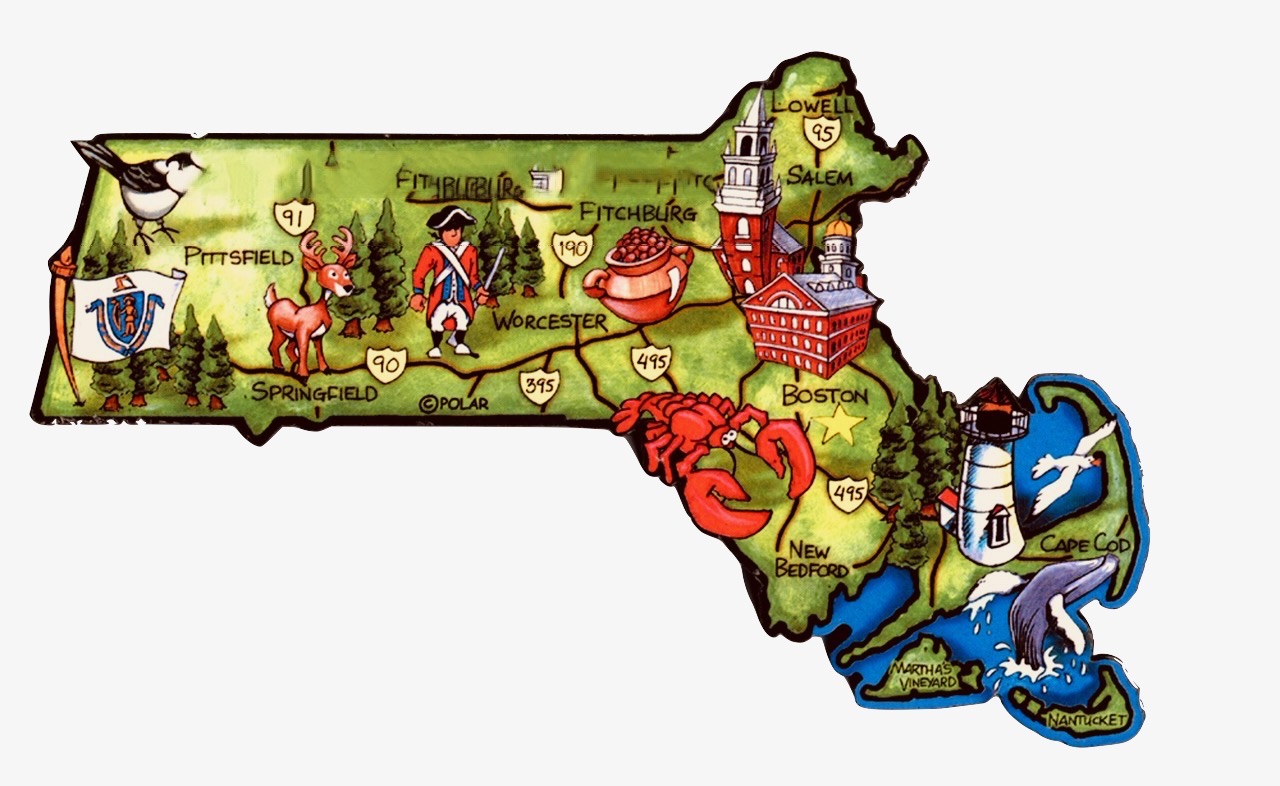 LOWELL
95
SALEM
FITCHBURG
91
190
PITTSFIELD
WORCESTER
90
495
395
SPRINGFIELD
©POLAR
BOSTON
495
CAPE COD
NEW
BEDFORD
MARTHA'S
VINEYARD
NANTUCKET